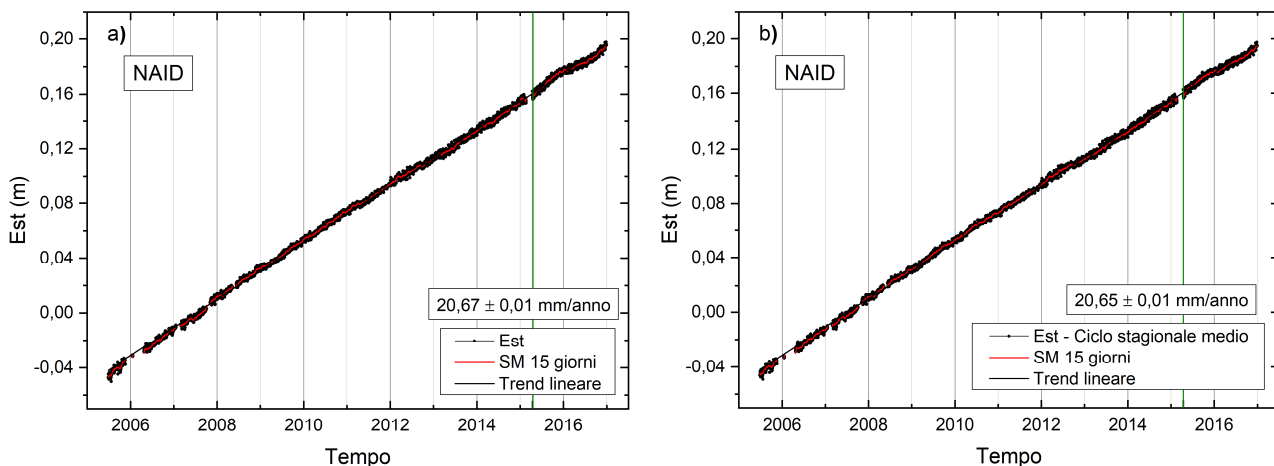 a)
NAID
Est (m)
0,20
0,16
0,12
0,08
0,04
0,00
-0,04
20,67 ± 0,01 mm/anno
Est
SM 15 giorni
Trend lineare
2006 2008 2010 2012 2014 2016
Tempo
b)
NAID
Est (m)
0,20
0,16
0,12
0,08
0,04
0,00
-0,04
20,65 ± 0,01 mm/anno
Est - Ciclo stagionale medio
SM 15 giorni
Trend lineare
2006 2008 2010 2012 2014 2016
Tempo